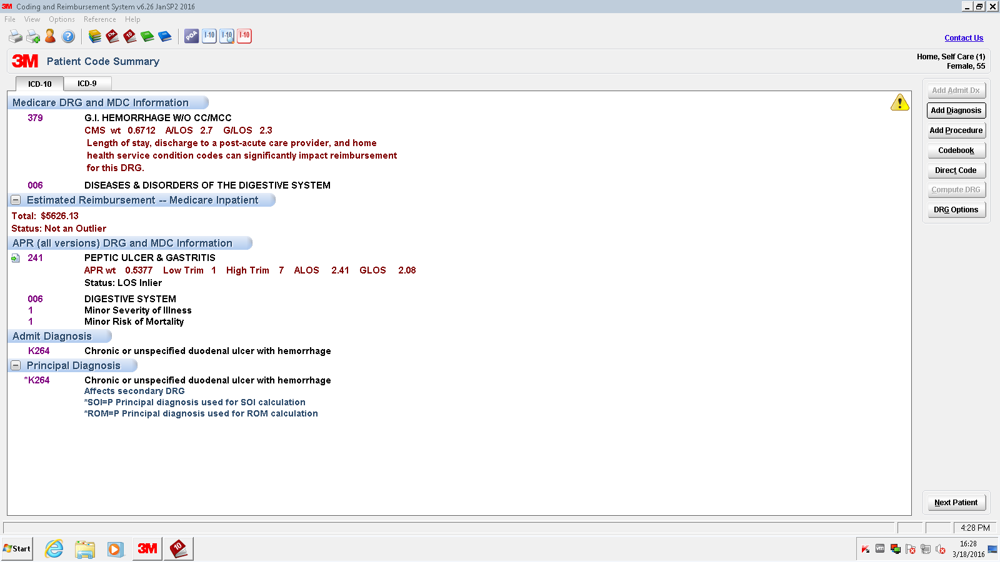 3M Coding and Reimbursement System v6.26 JanSP2 2016
File View Options Reference Help
DX 10 POA I-10 I-10 I-10
Contact Us
3M Patient Code Summary
Home, Self Care (1)
Female, 55
ICD-10 ICD-9
Medicare DRG and MDC Information
379 G.I. HEMORRHAGE W/O CC/MCC
CMS wt 0.6712 A/LOS 2.7 G/LOS 2.3
Length of stay, discharge to a post-acute care provider, and home
health service condition codes can significantly impact reimbursement
for this DRG.
006 DISEASES & DISORDERS OF THE DIGESTIVE SYSTEM
Estimated Reimbursement -- Medicare Inpatient
Total: $5626.13
Status: Not an Outlier
APR (all versions) DRG and MDC Information
241 PEPTIC ULCER & GASTRITIS
APR wt 0.5377 Low Trim 1 High Trim 7 ALOS 2.41 GLOS 2.08
Status: LOS Inlier
006 DIGESTIVE SYSTEM
1 Minor Severity of Illness
1 Minor Risk of Mortality
Admit Diagnosis
K264 Chronic or unspecified duodenal ulcer with hemorrhage
Principal Diagnosis
*K264 Chronic or unspecified duodenal ulcer with hemorrhage
Affects secondary DRG
*SOI=P Principal diagnosis used for SOI calculation
*ROM=P Principal diagnosis used for ROM calculation
Add Admit Dx
Add Diagnosis
Add Procedure
Codebook
Direct Code
Compute DRG
DRG Options
Next Patient
4:28 PM
Start 3M 10
vm
16:28
3/18/2016